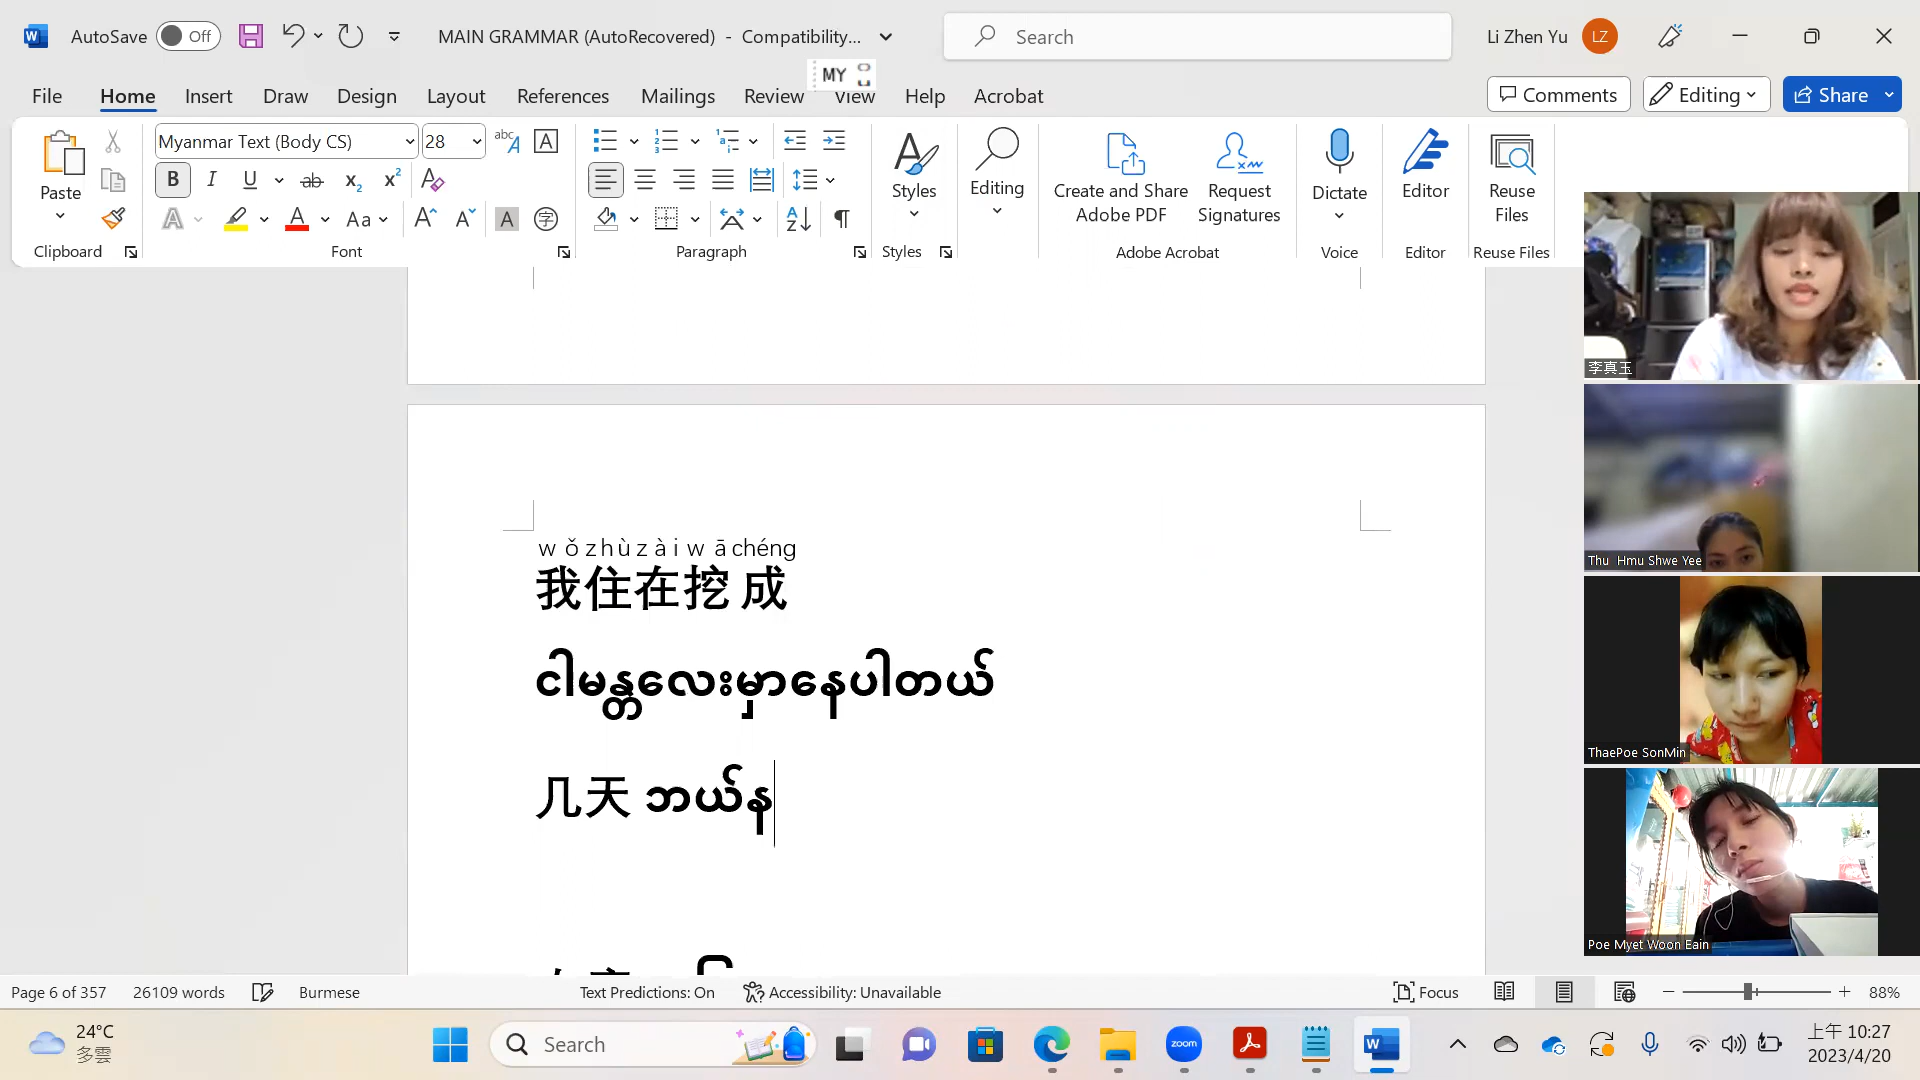 AutoSave Off MAIN GRAMMAR (AutoRecovered) - Compatibility... Search Li Zhen Yu LZ
MY
File Home Insert Draw Design Layout References Mailings Review View Help Acrobat Comments Editing Share
Paste Myanmar Text (Body CS) 28 Styles Editing Create and Share Adobe PDF Request Signatures Dictate Editor Reuse Files
Clipboard Font Paragraph Styles Adobe Acrobat Voice Editor Reuse Files
李真玉
wǒzhùzàiwāchéng
我住在挖成
Thu Hmu Shwe Yee
ငါမန္တလေးမှာနေပါတယ်
ThaePoe SonMin
几天 ဘယ်န
Poe Myet Woon Eain
Page 6 of 357 26109 words Burmese Text Predictions: On Accessibility: Unavailable Focus 88%
24°C
多雲
Search
zoom
上午 10:27
2023/4/20